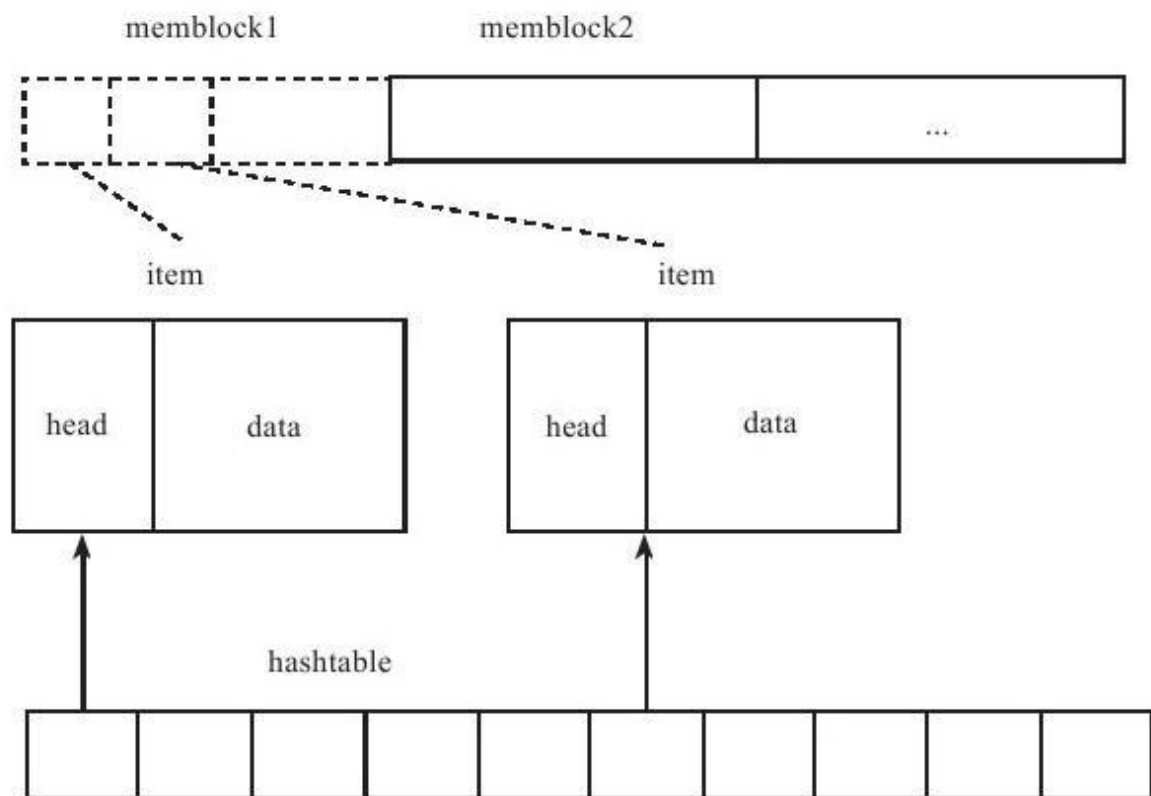 memblock1 memblock2
...
item item
head data head data
hashtable